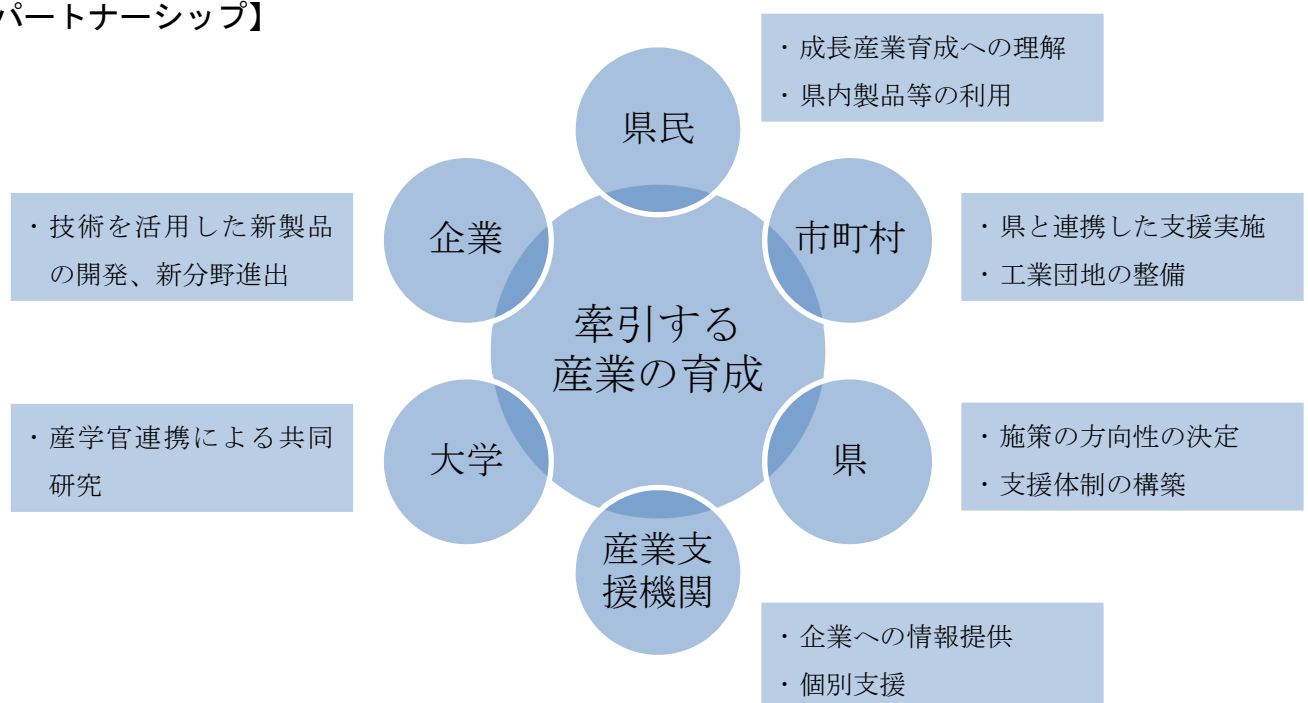 パートナーシップ】
・成長産業育成への理解
・県内製品等の利用
県民
・技術を活用した新製品
の開発、新分野進出
企業
市町村
・県と連携した支援実施
・工業団地の整備
牽引する
産業の育成
・産学官連携による共同
研究
大学
県
・施策の方向性の決定
・支援体制の構築
産業支
援機関
・企業への情報提供
・個別支援